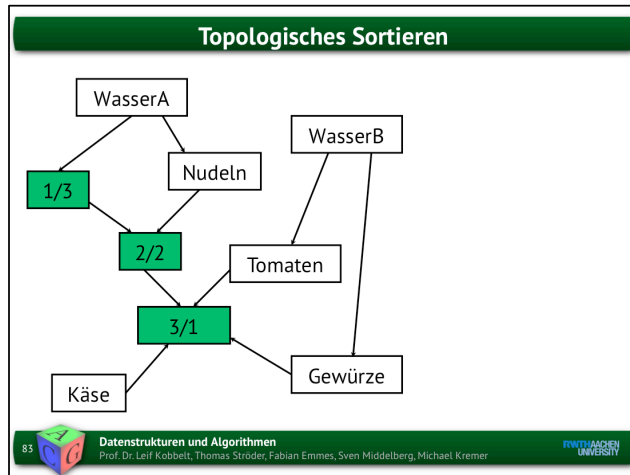 Topologisches Sortieren
WasserA
WasserB
Nudeln
1/3
2/2
Tomaten
3/1
Gewürze
Käse
83
A
C
G
Datenstrukturen und Algorithmen
Prof. Dr. Leif Kobbelt, Thomas Ströder, Fabian Emmes, Sven Middelberg, Michael Kremer
RWTHAACHEN
UNIVERSITY